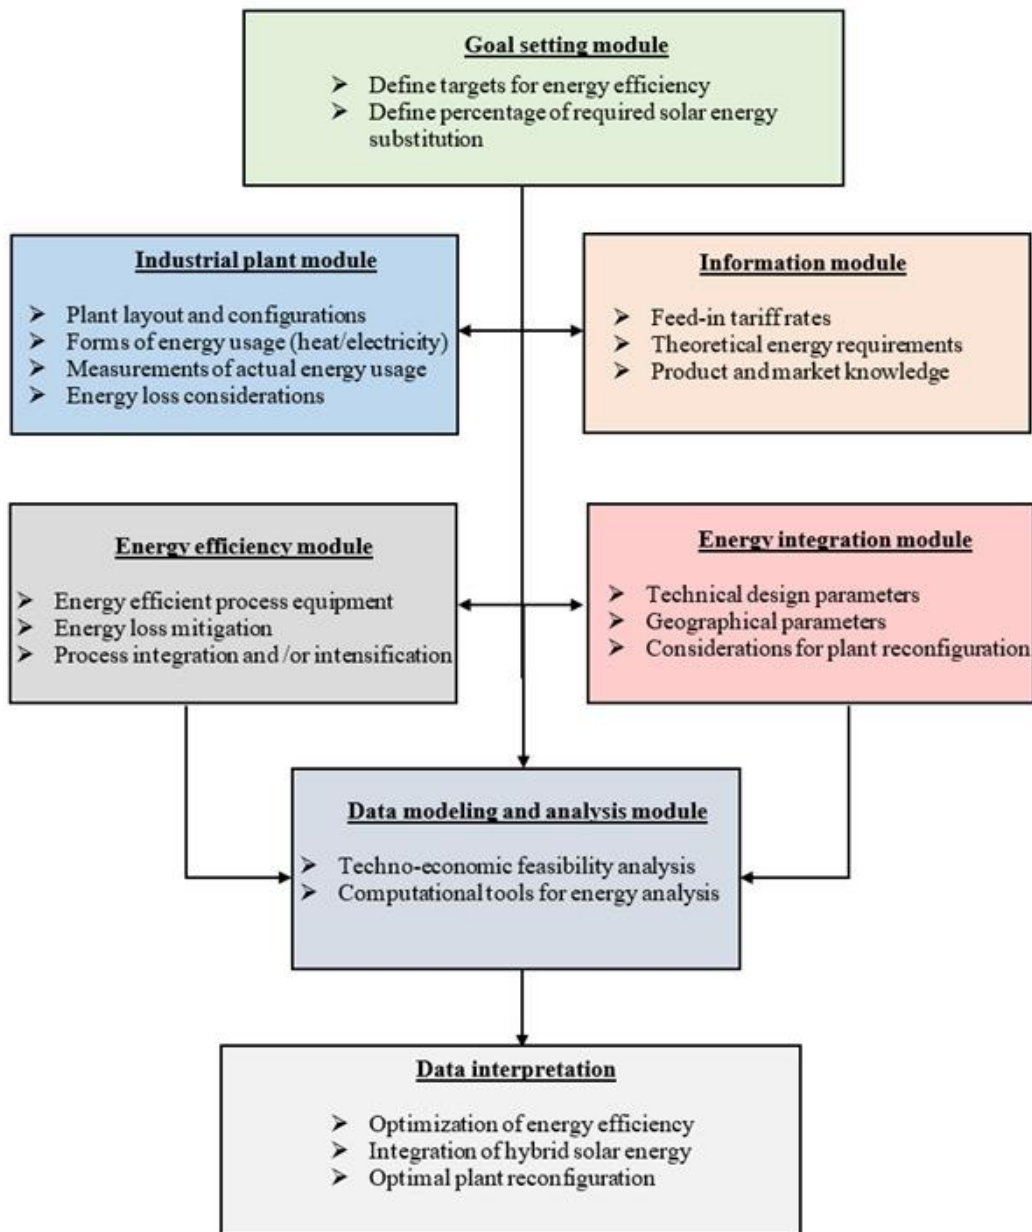 Goal setting module
➢ Define targets for energy efficiency
➢ Define percentage of required solar energy
substitution
Industrial plant module
➢ Plant layout and configurations
➢ Forms of energy usage (heat/electricity)
➢ Measurements of actual energy usage
➢ Energy loss considerations
Information module
➢ Feed-in tariff rates
➢ Theoretical energy requirements
➢ Product and market knowledge
Energy efficiency module
➢ Energy efficient process equipment
➢ Energy loss mitigation
➢ Process integration and /or intensification
Energy integration module
➢ Technical design parameters
➢ Geographical parameters
➢ Considerations for plant reconfiguration
Data modeling and analysis module
➢ Techno-economic feasibility analysis
➢ Computational tools for energy analysis
Data interpretation
➢ Optimization of energy efficiency
➢ Integration of hybrid solar energy
➢ Optimal plant reconfiguration